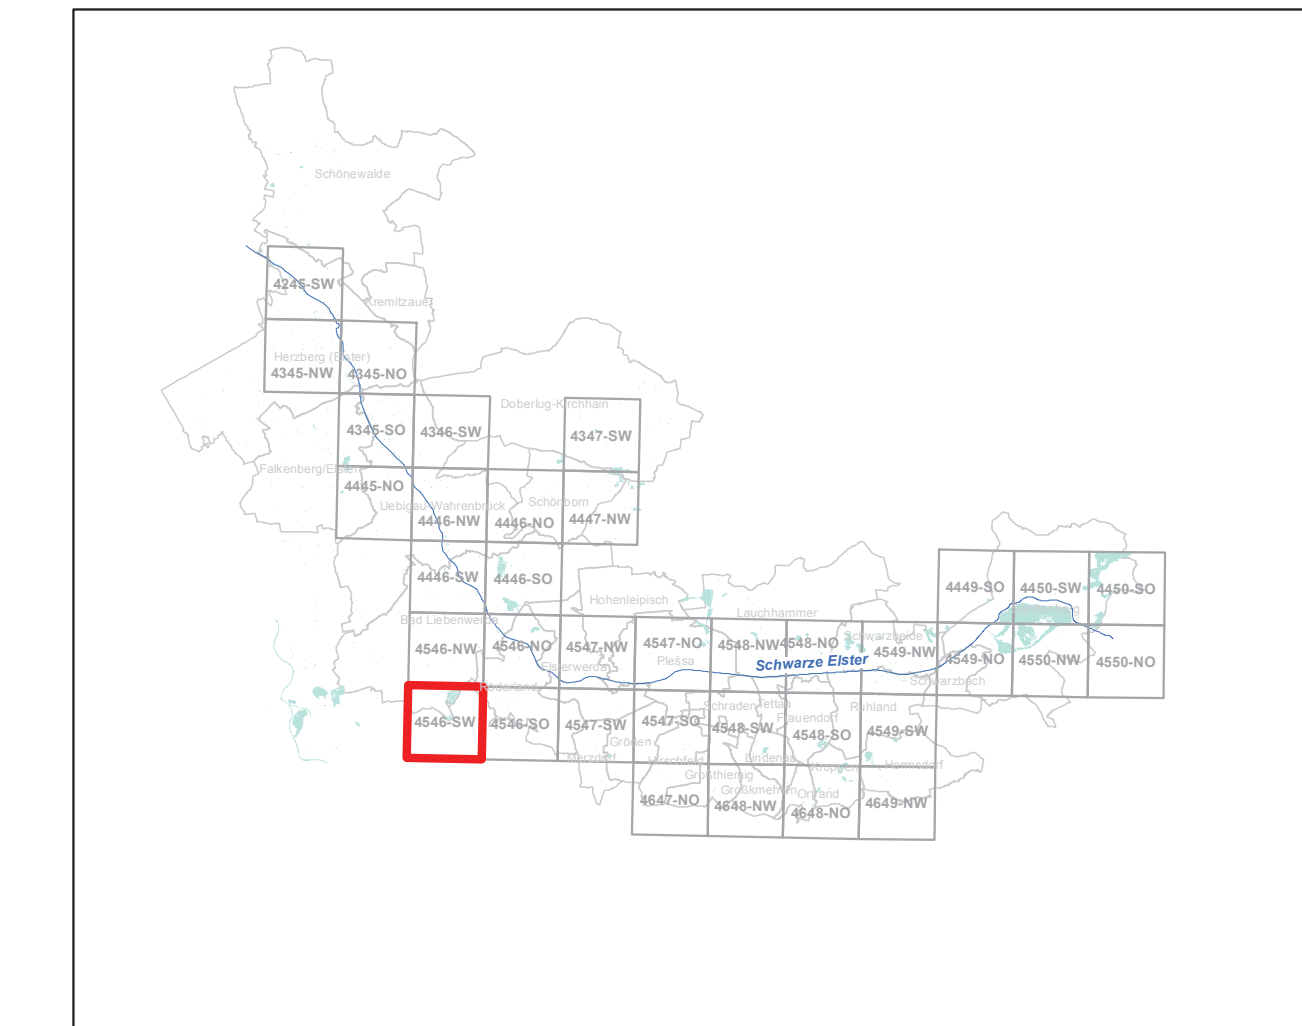 Schönewalde
4245-SW
Kremitzaue
Herzberg (Elster)
4345-NW
4345-NO
Doberlug-Kirchhain
4345-SO
4346-SW
4347-SW
Falkenberg/Elster
4445-NO
Uebigau-Wahrenbrück
Schönborn
4446-NW
4446-NO
4447-NW
4446-SW
4446-SO
Hohenleipisch
4449-SO
4450-SW
4450-SO
Lauchhammer
Bad Liebenwerda
4546-NW
4546-NO
4547-NW
4547-NO
4548-NW
4548-NO
Schwarzheide
4549-NW
4549-NO
4550-NW
4550-NO
Elsterwerda
Plessa
Schwarze Elster
Schwarzbach
Röderland
4546-SW
4546-SO
4547-SW
4547-SO
Schraden
Tettau
Frauendorf
Ruhland
4548-SW
4548-SO
4549-SW
Gröden
Merzdorf
Hirschfeld
Lindenau
Kroppen
Hermsdorf
Großthiemig
Großkmehlen
Ortrand
4647-NO
4648-NW
4648-NO
4649-NW